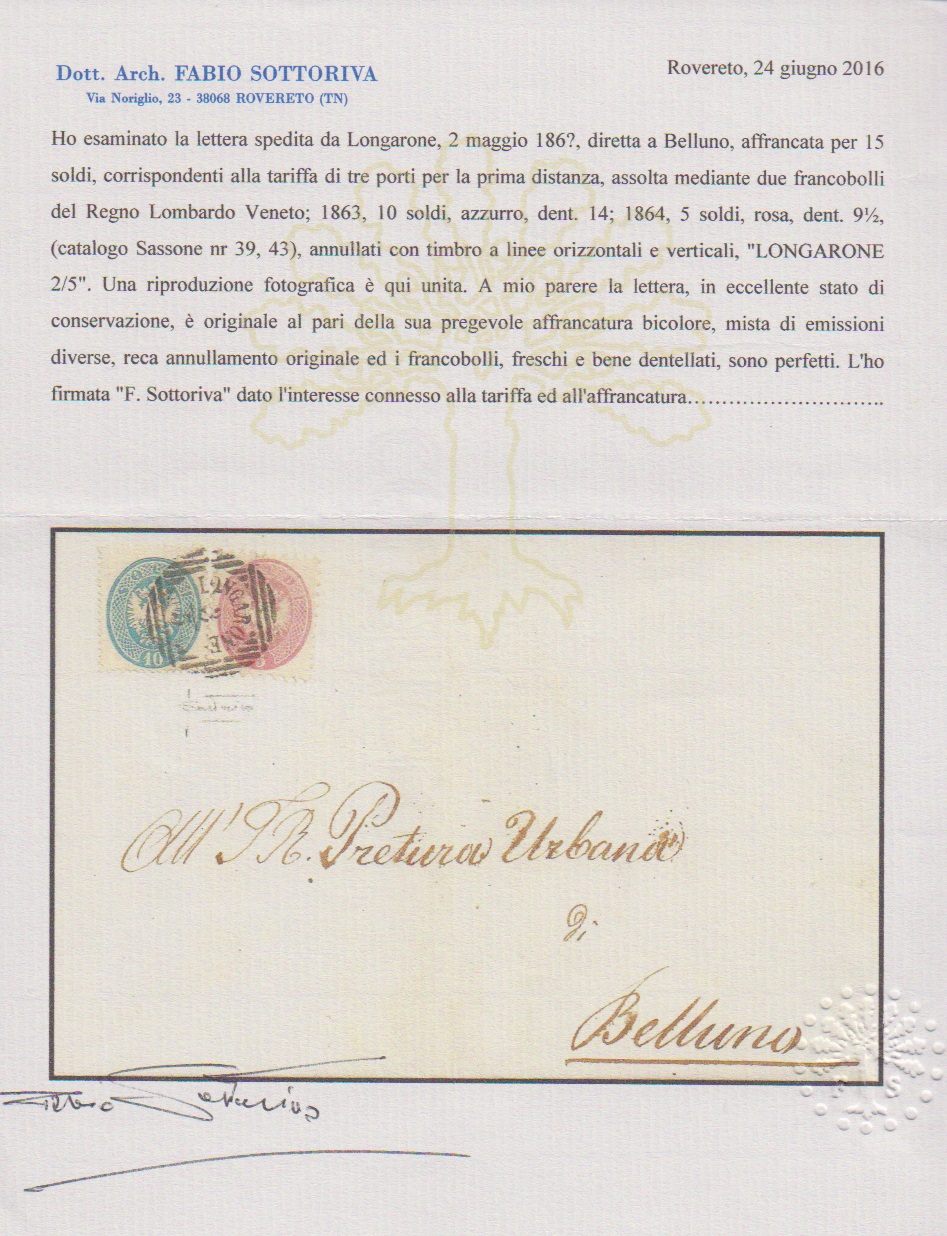 Dott. Arch. FABIO SOTTORIVA
Via Noriglio, 23 - 38068 ROVERETO (TN)
Rovereto, 24 giugno 2016
Ho esaminato la lettera spedita da Longarone, 2 maggio 186?, diretta a Belluno, affrancata per 15
soldi, corrispondenti alla tariffa di tre porti per la prima distanza, assolta mediante due francobolli
del Regno Lombardo Veneto; 1863, 10 soldi, azzurro, dent. 14; 1864, 5 soldi, rosa, dent. 9½,
(catalogo Sassone nr 39, 43), annullati con timbro a linee orizzontali e verticali, "LONGARONE
2/5". Una riproduzione fotografica è qui unita. A mio parere la lettera, in eccellente stato di
conservazione, è originale al pari della sua pregevole affrancatura bicolore, mista di emissioni
diverse, reca annullamento originale ed i francobolli, freschi e bene dentellati, sono perfetti. L'ho
firmata "F. Sottoriva" dato l'interesse connesso alla tariffa ed all'affrancatura………………………..
LONGARONE
10
5
All' I. R. Pretura Urbana
di
Belluno
Fabio Sottoriva
S